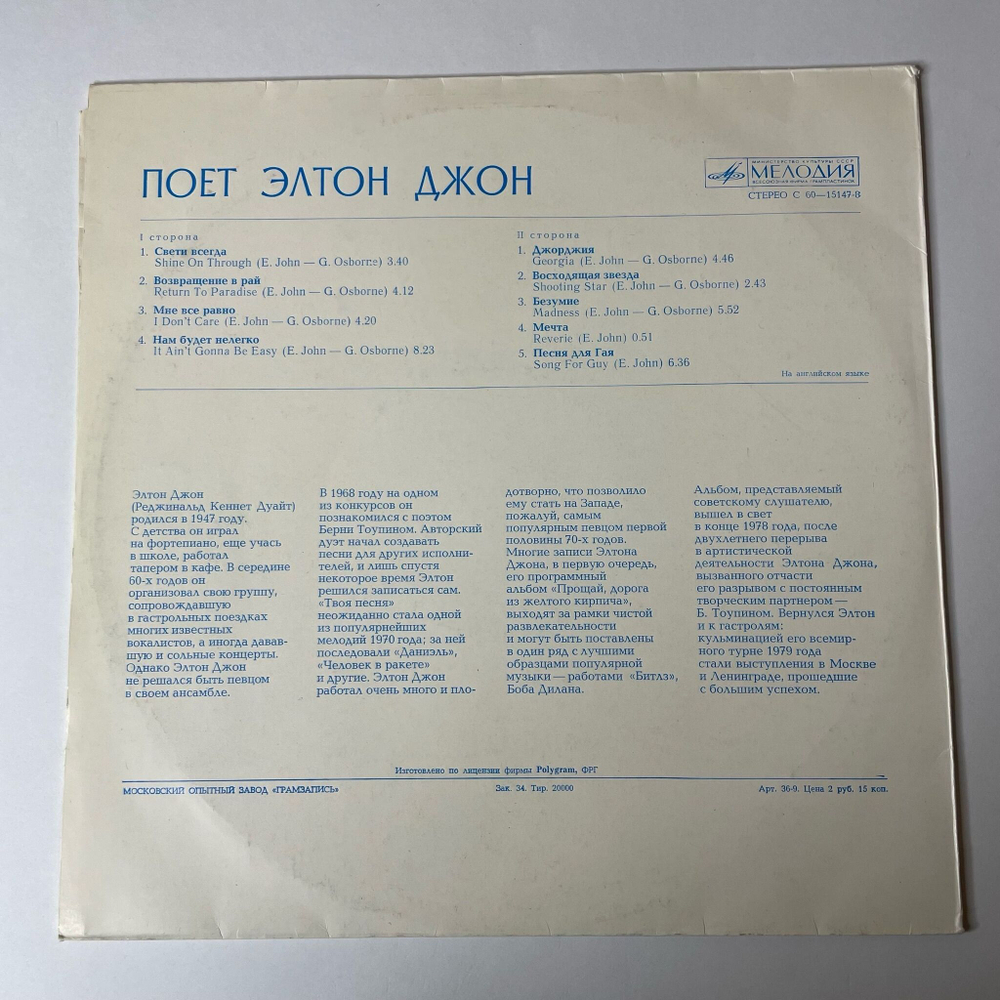 ПОЕТ ЭЛТОН ДЖОН
МИНИСТЕРСТВО КУЛЬТУРЫ СССР
МЕЛОДИЯ
ВСЕСОЮЗНАЯ ФИРМА ГРАМПЛАСТИНОК
СТЕРЕО С 60—15147-8
I сторона
1. Свети всегда
Shine On Through (E. John — G. Osborne) 3.40
2. Возвращение в рай
Return To Paradise (E. John — G. Osborne) 4.12
3. Мне все равно
I Don't Care (E. John — G. Osborne) 4.20
4. Нам будет нелегко
It Ain't Gonna Be Easy (E. John — G. Osborne) 8.23
II сторона
1. Джорджия
Georgia (E. John — G. Osborne) 4.46
2. Восходящая звезда
Shooting Star (E. John — G. Osborne) 2.43
3. Безумие
Madness (E. John — G. Osborne) 5.52
4. Мечта
Reverie (E. John) 0.51
5. Песня для Гая
Song For Guy (E. John) 6.36
На английском языке
Элтон Джон
(Реджинальд Кеннет Дуайт)
родился в 1947 году.
С детства он играл
на фортепиано, еще учась
в школе, работал
тапером в кафе. В середине
60-х годов он
организовал свою группу,
сопровождавшую
в гастрольных поездках
многих известных
вокалистов, а иногда давав-
шую и сольные концерты.
Однако Элтон Джон
не решался быть певцом
в своем ансамбле.
В 1968 году на одном
из конкурсов он
познакомился с поэтом
Берни Тоупином. Авторский
дуэт начал создавать
песни для других исполни-
телей, и лишь спустя
некоторое время Элтон
решился записаться сам.
«Твоя песня»
неожиданно стала одной
из популярнейших
мелодий 1970 года; за ней
последовали «Даниэль»,
«Человек в ракете»
и другие. Элтон Джон
работал очень много и пло-
дотворно, что позволило
ему стать на Западе,
пожалуй, самым
популярным певцом первой
половины 70-х годов.
Многие записи Элтона
Джона, в первую очередь,
его программный
альбом «Прощай, дорога
из желтого кирпича»,
выходят за рамки чистой
развлекательности
и могут быть поставлены
в один ряд с лучшими
образцами популярной
музыки — работами «Битлз»,
Боба Дилана.
Альбом, представляемый
советскому слушателю,
вышел в свет
в конце 1978 года, после
двухлетнего перерыва
в артистической
деятельности Элтона Джона,
вызванного отчасти
его разрывом с постоянным
творческим партнером —
Б. Тоупином. Вернулся Элтон
и к гастролям:
кульминацией его всемир-
ного турне 1979 года
стали выступления в Москве
и Ленинграде, прошедшие
с большим успехом.
Изготовлено по лицензии фирмы Polygram, ФРГ
МОСКОВСКИЙ ОПЫТНЫЙ ЗАВОД «ГРАМЗАПИСЬ»
Зак. 34. Тир. 20000
Арт. 36-9. Цена 2 руб. 15 коп.